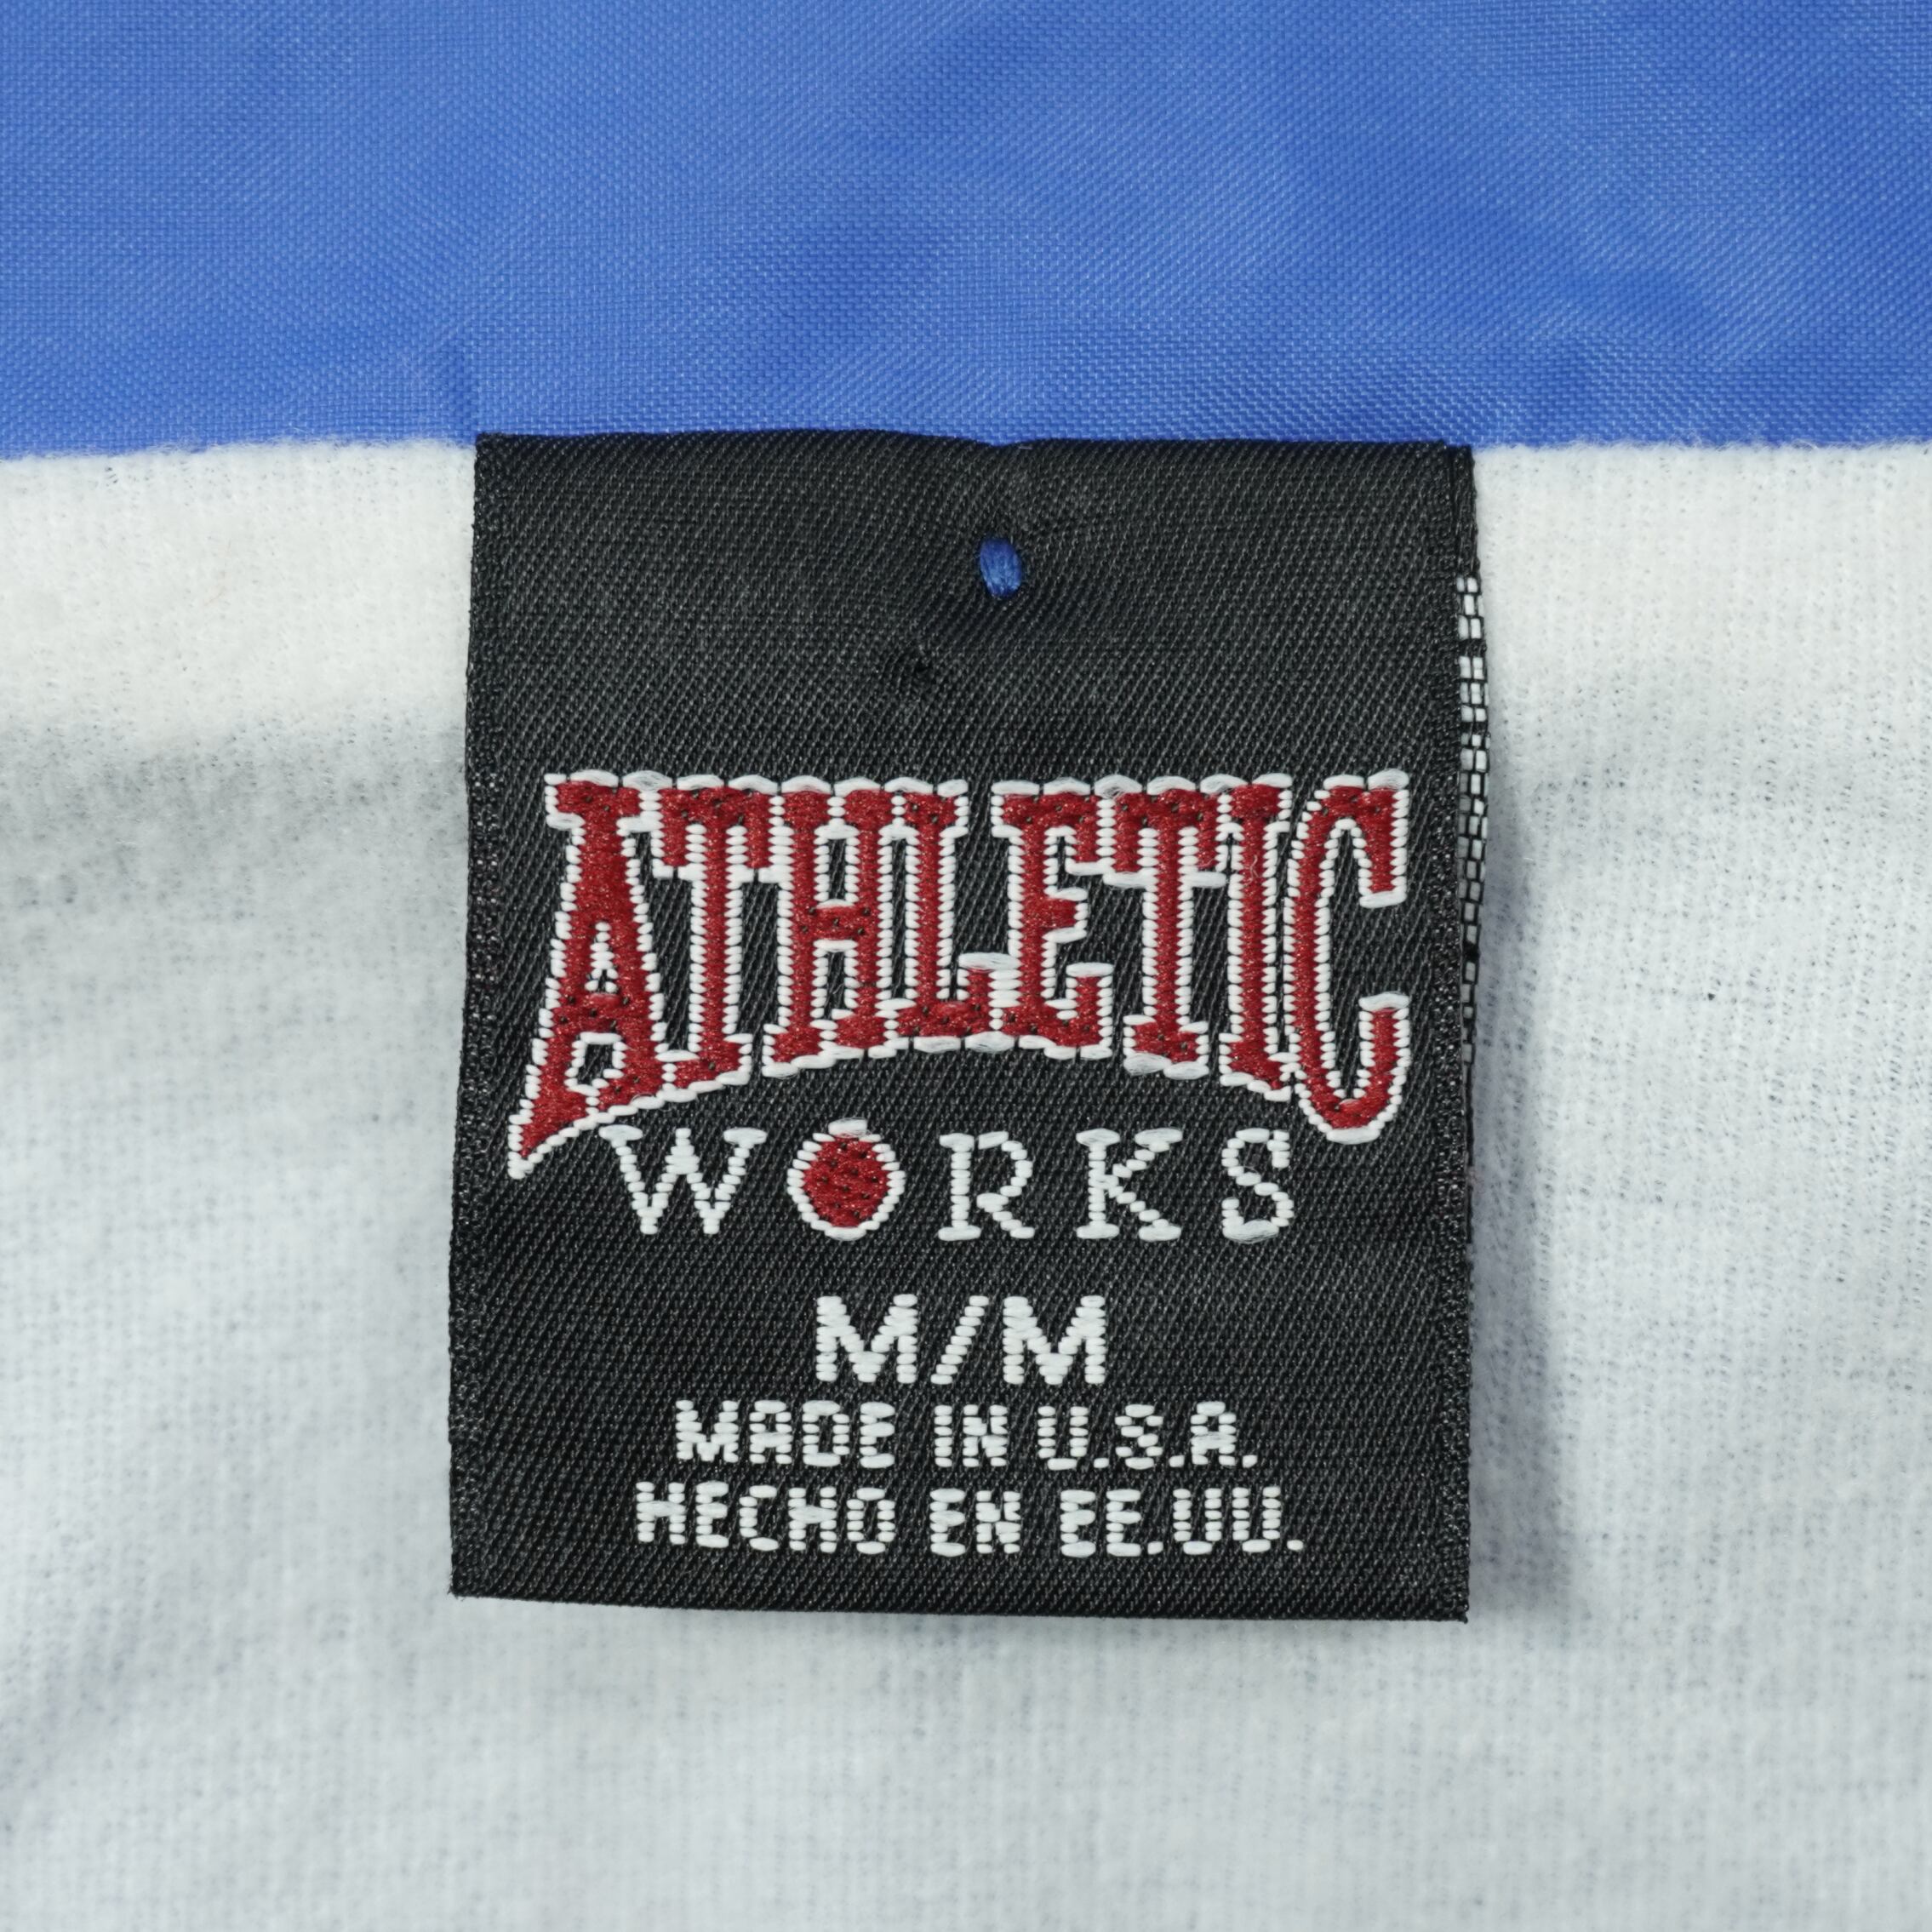 ATHLETIC
WORKS
M/M
MADE IN U.S.A.
HECHO EN EE.UU.